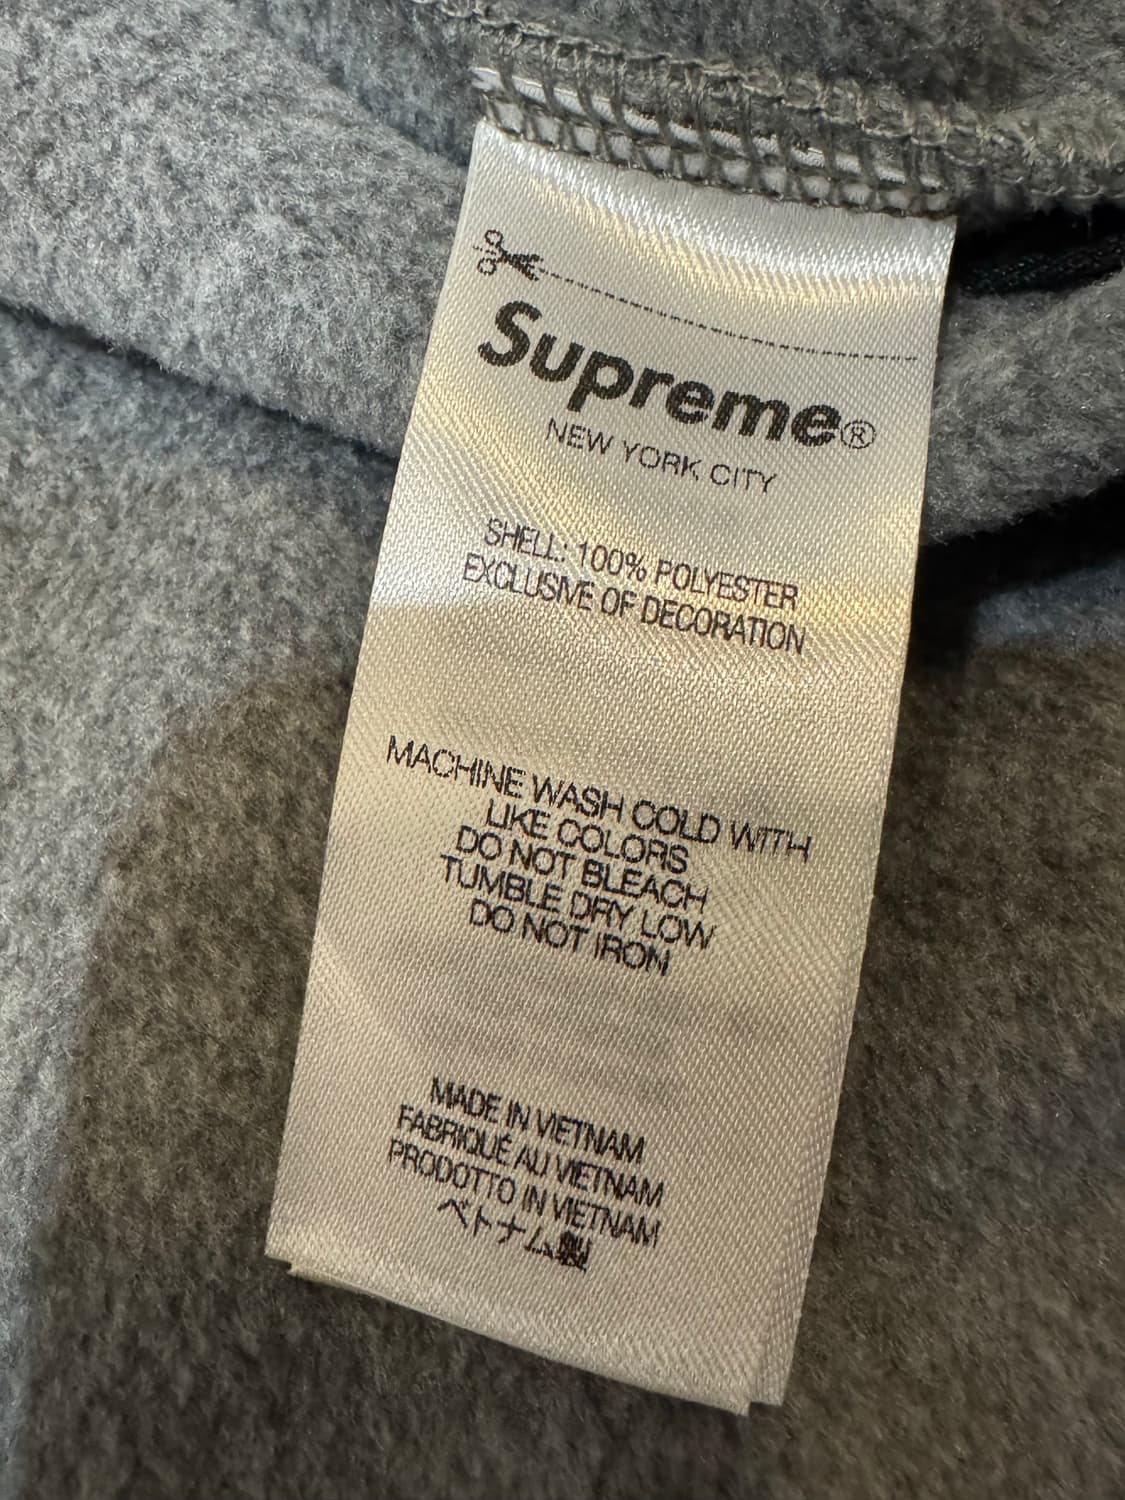 Supreme®
NEW YORK CITY
SHELL: 100% POLYESTER
EXCLUSIVE OF DECORATION
MACHINE WASH COLD WITH
LIKE COLORS
DO NOT BLEACH
TUMBLE DRY LOW
DO NOT IRON
MADE IN VIETNAM
FABRIQUÉ AU VIETNAM
PRODOTTO IN VIETNAM
ベトナム製